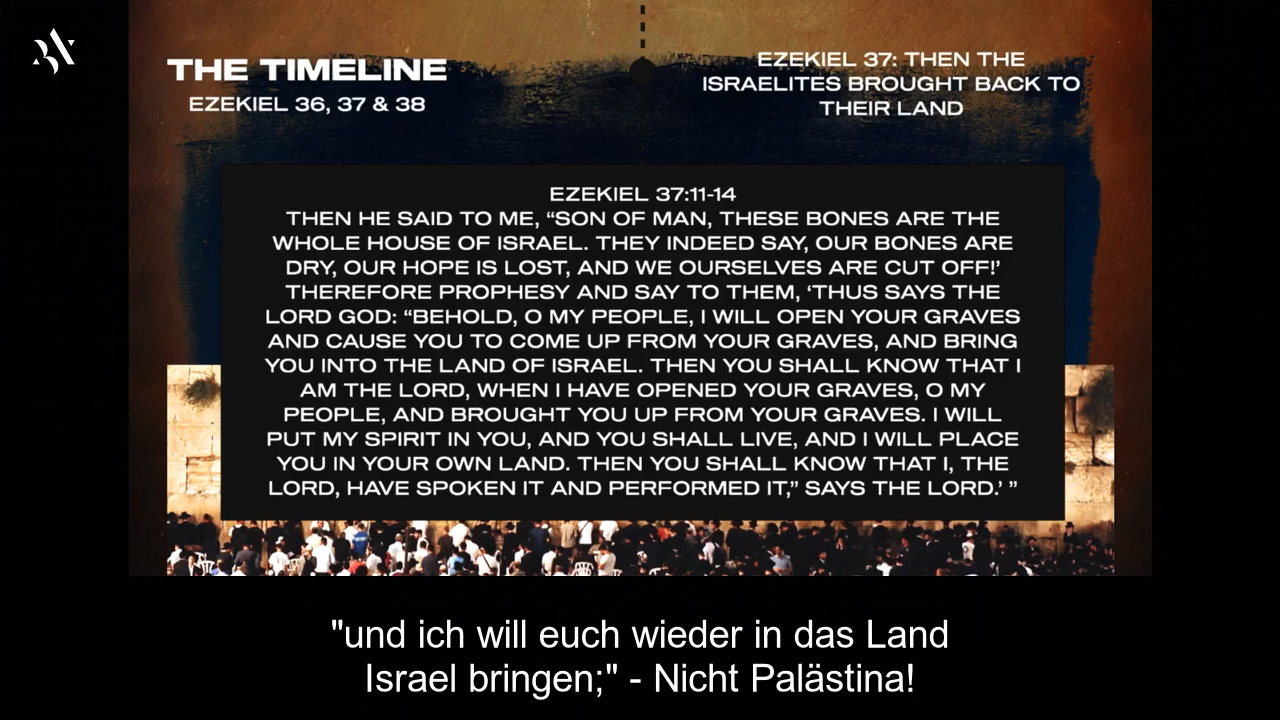 THE TIMELINE
EZEKIEL 36, 37 & 38
EZEKIEL 37: THEN THE
ISRAELITES BROUGHT BACK TO
THEIR LAND
EZEKIEL 37:11-14
THEN HE SAID TO ME, “SON OF MAN, THESE BONES ARE THE
WHOLE HOUSE OF ISRAEL. THEY INDEED SAY, OUR BONES ARE
DRY, OUR HOPE IS LOST, AND WE OURSELVES ARE CUT OFF!’
THEREFORE PROPHESY AND SAY TO THEM, ‘THUS SAYS THE
LORD GOD: “BEHOLD, O MY PEOPLE, I WILL OPEN YOUR GRAVES
AND CAUSE YOU TO COME UP FROM YOUR GRAVES, AND BRING
YOU INTO THE LAND OF ISRAEL. THEN YOU SHALL KNOW THAT I
AM THE LORD, WHEN I HAVE OPENED YOUR GRAVES, O MY
PEOPLE, AND BROUGHT YOU UP FROM YOUR GRAVES. I WILL
PUT MY SPIRIT IN YOU, AND YOU SHALL LIVE, AND I WILL PLACE
YOU IN YOUR OWN LAND. THEN YOU SHALL KNOW THAT I, THE
LORD, HAVE SPOKEN IT AND PERFORMED IT,” SAYS THE LORD.’ ”
"und ich will euch wieder in das Land
Israel bringen;" - Nicht Palästina!